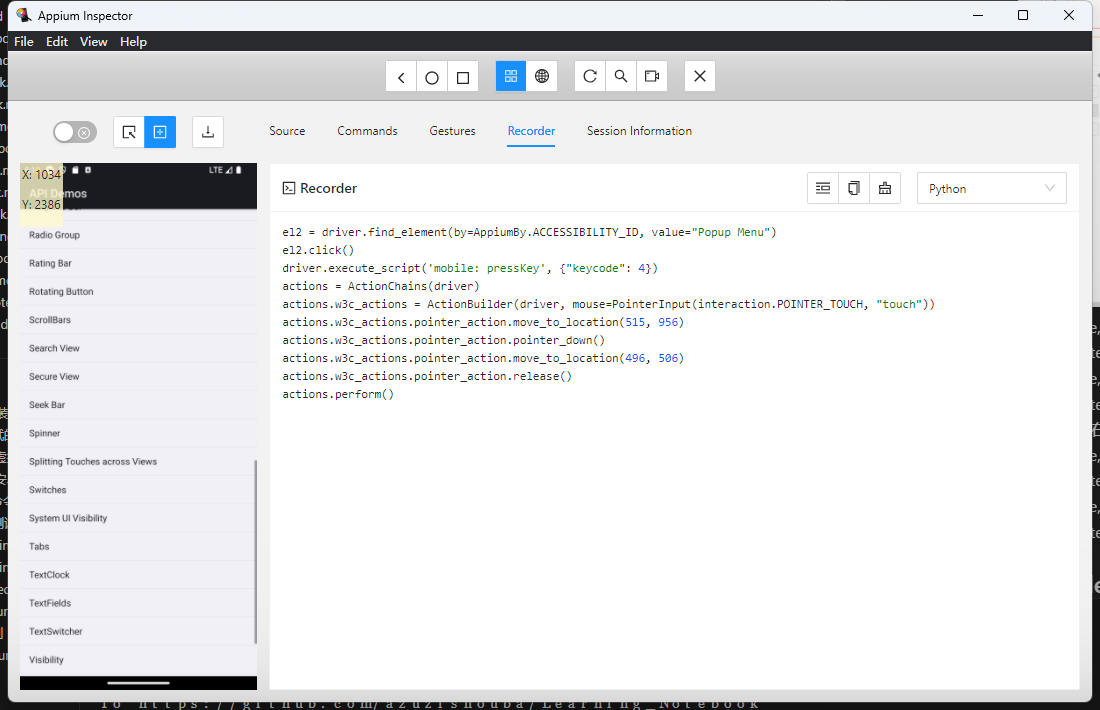 Appium Inspector
File Edit View Help
Source Commands Gestures Recorder Session Information
X: 1034
Y: 2386
LTE
API Demos
Radio Group
Rating Bar
Rotating Button
ScrollBars
Search View
Secure View
Seek Bar
Spinner
Splitting Touches across Views
Switches
System UI Visibility
Tabs
TextClock
TextFields
TextSwitcher
Visibility
Recorder
Python
el2 = driver.find_element(by=AppiumBy.ACCESSIBILITY_ID, value="Popup Menu")
el2.click()
driver.execute_script('mobile: pressKey', {"keycode": 4})
actions = ActionChains(driver)
actions.w3c_actions = ActionBuilder(driver, mouse=PointerInput(interaction.POINTER_TOUCH, "touch"))
actions.w3c_actions.pointer_action.move_to_location(515, 956)
actions.w3c_actions.pointer_action.pointer_down()
actions.w3c_actions.pointer_action.move_to_location(496, 506)
actions.w3c_actions.pointer_action.release()
actions.perform()
To https://github.com/azuzishouba/Learning_Notebook